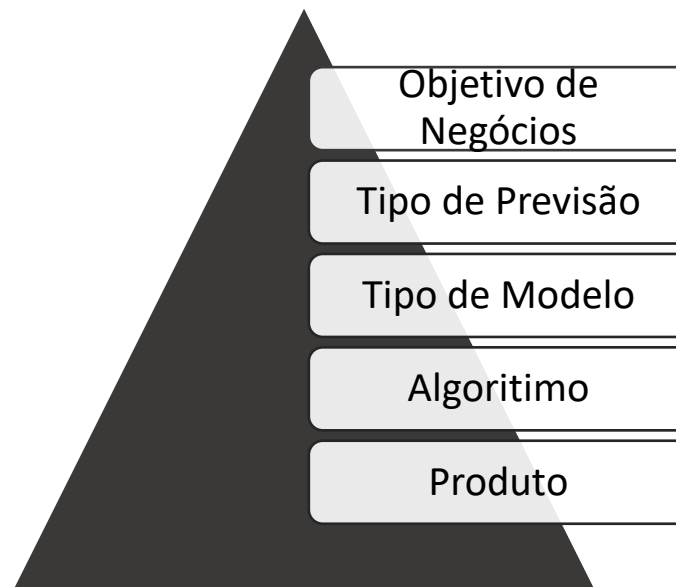 Objetivo de
Negócios
Tipo de Previsão
Tipo de Modelo
Algoritimo
Produto